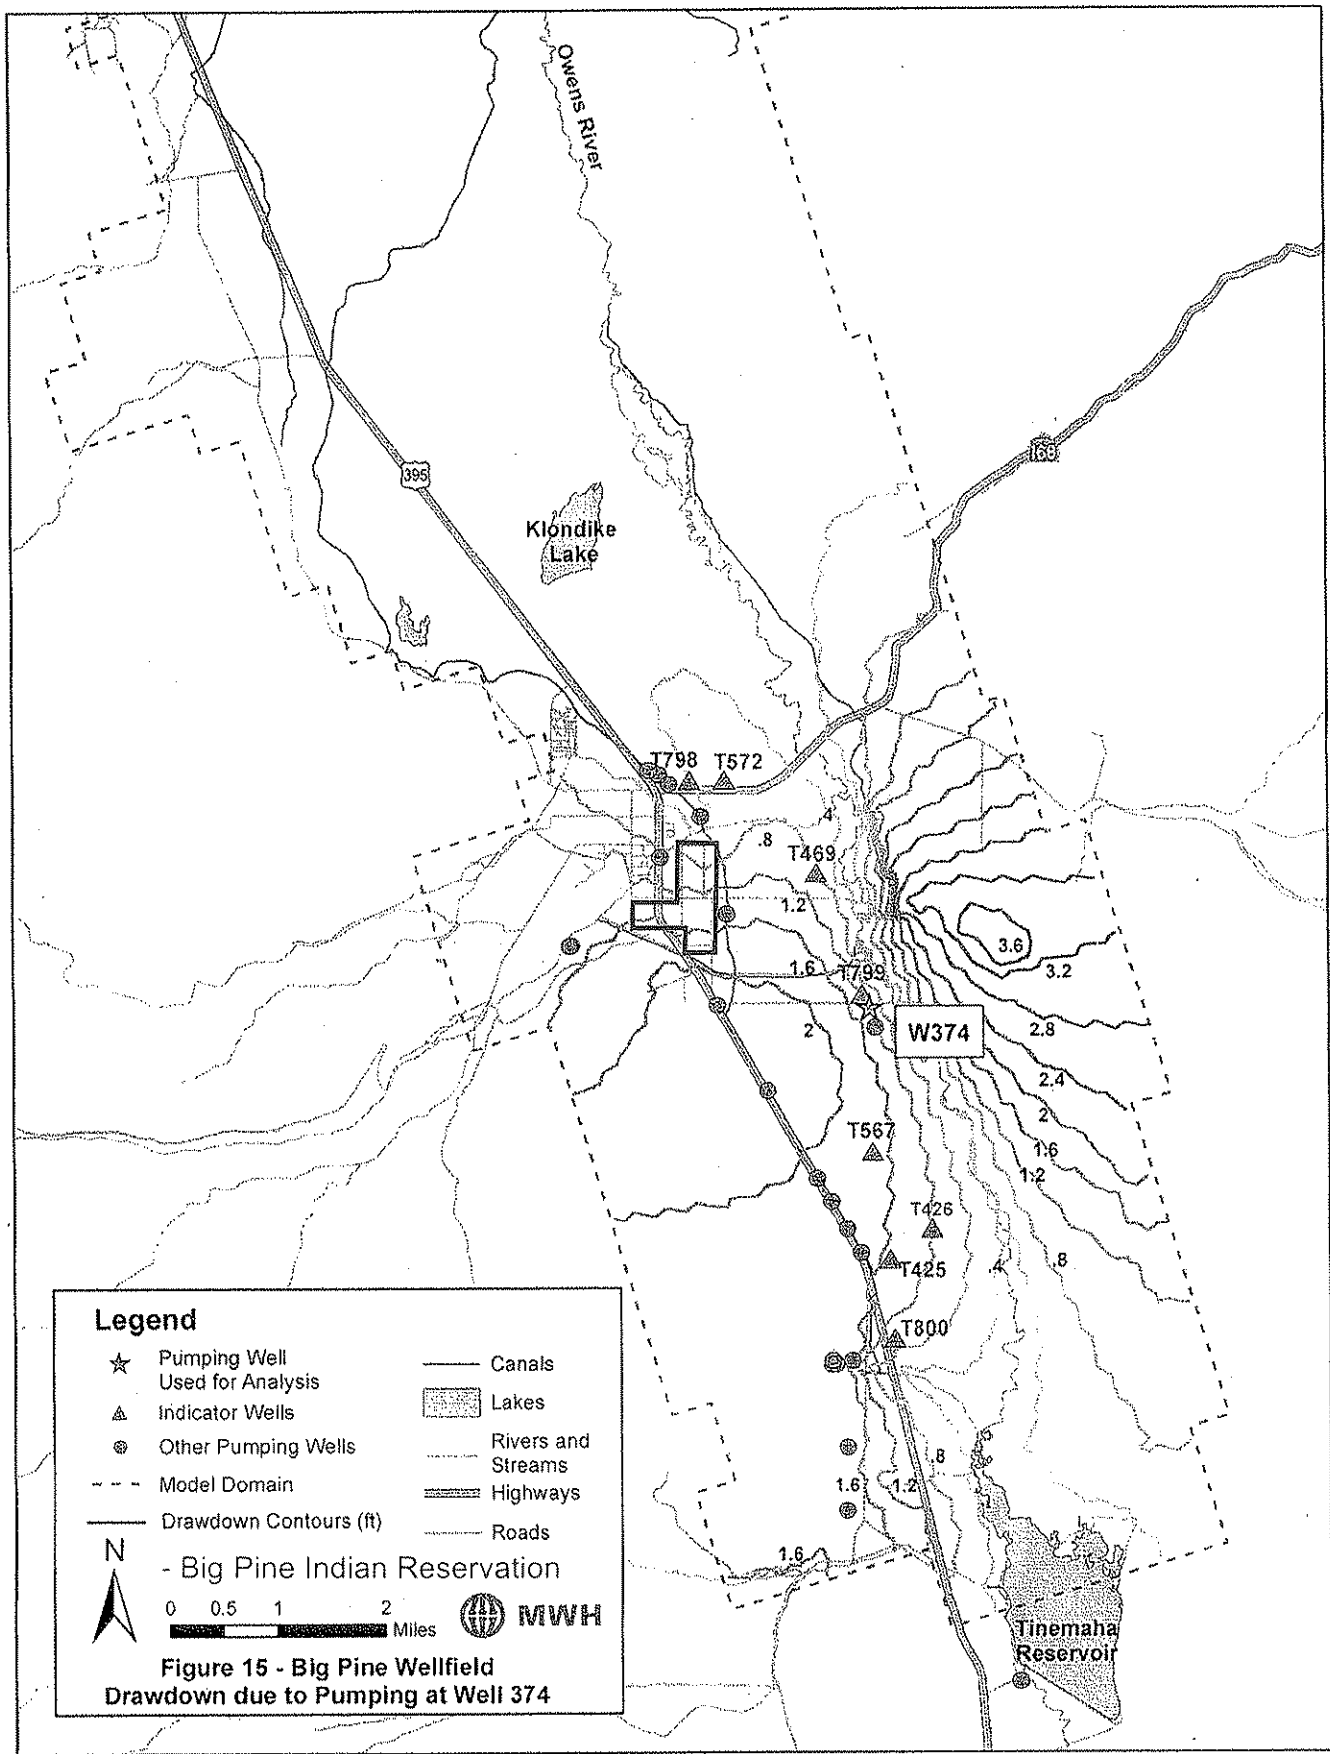 Owens River
395
168
Klondike
Lake
T798
T572
.4
.8
T469
1.2
3.6
3.2
1.6
T799
2
W374
2.8
2.4
2
1.6
1.2
T567
T426
.4
.8
T425
T800
.8
1.6
1.2
1.6
Tinemaha
Reservoir
Legend
Pumping Well
Used for Analysis
Indicator Wells
Other Pumping Wells
Model Domain
Drawdown Contours (ft)
Canals
Lakes
Rivers and
Streams
Highways
Roads
N
- Big Pine Indian Reservation
0 0.5 1 2
Miles
MWH
Figure 15 - Big Pine Wellfield
Drawdown due to Pumping at Well 374